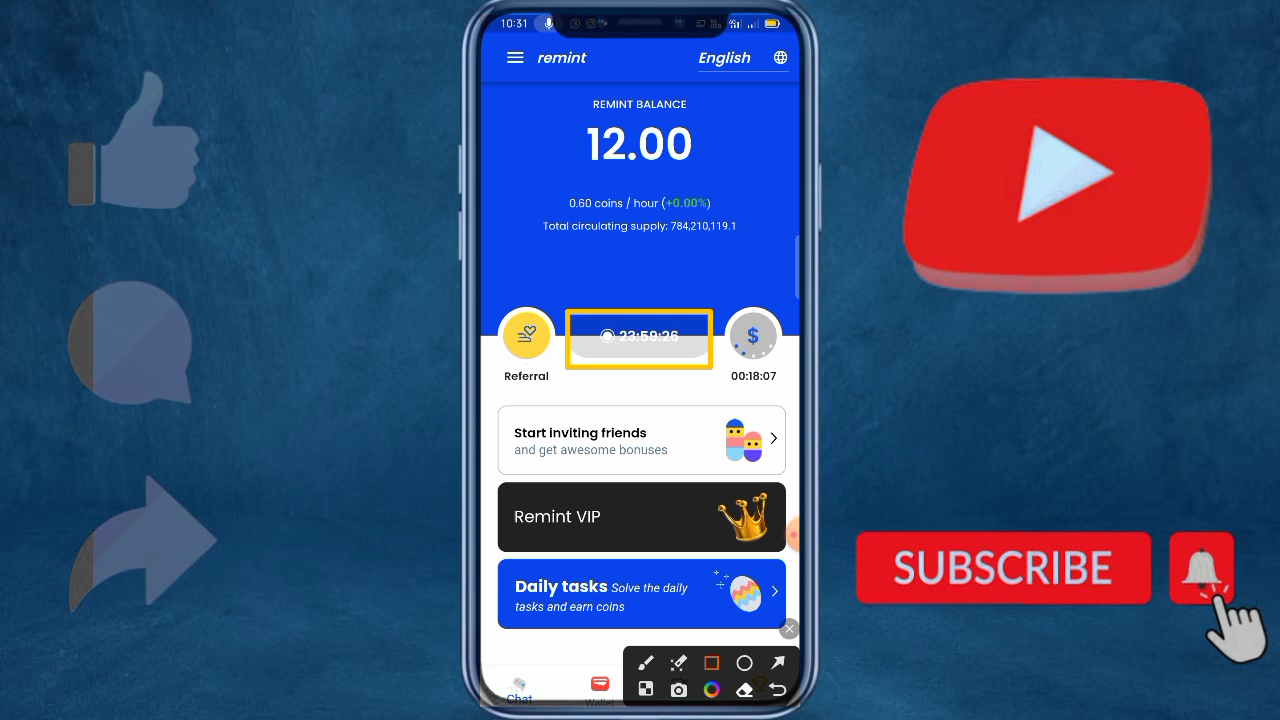 10:31
remint
English
REMINT BALANCE
12.00
0.60 coins / hour (+0.00%)
Total circulating supply: 784,210,119.1
23:59:26
$
Referral
00:18:07
Start inviting friends
and get awesome bonuses
Remint VIP
Daily tasks Solve the daily
tasks and earn coins
Chat
Wallet
SUBSCRIBE